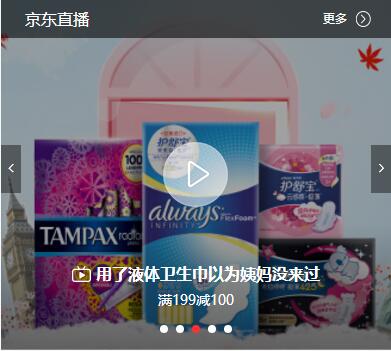 京东直播
更多
100
护舒宝
TAMPAX
radiant
always
INFINITY
FlexFoam
护舒宝
425
用了液体卫生巾以为姨妈没来过
满199减100